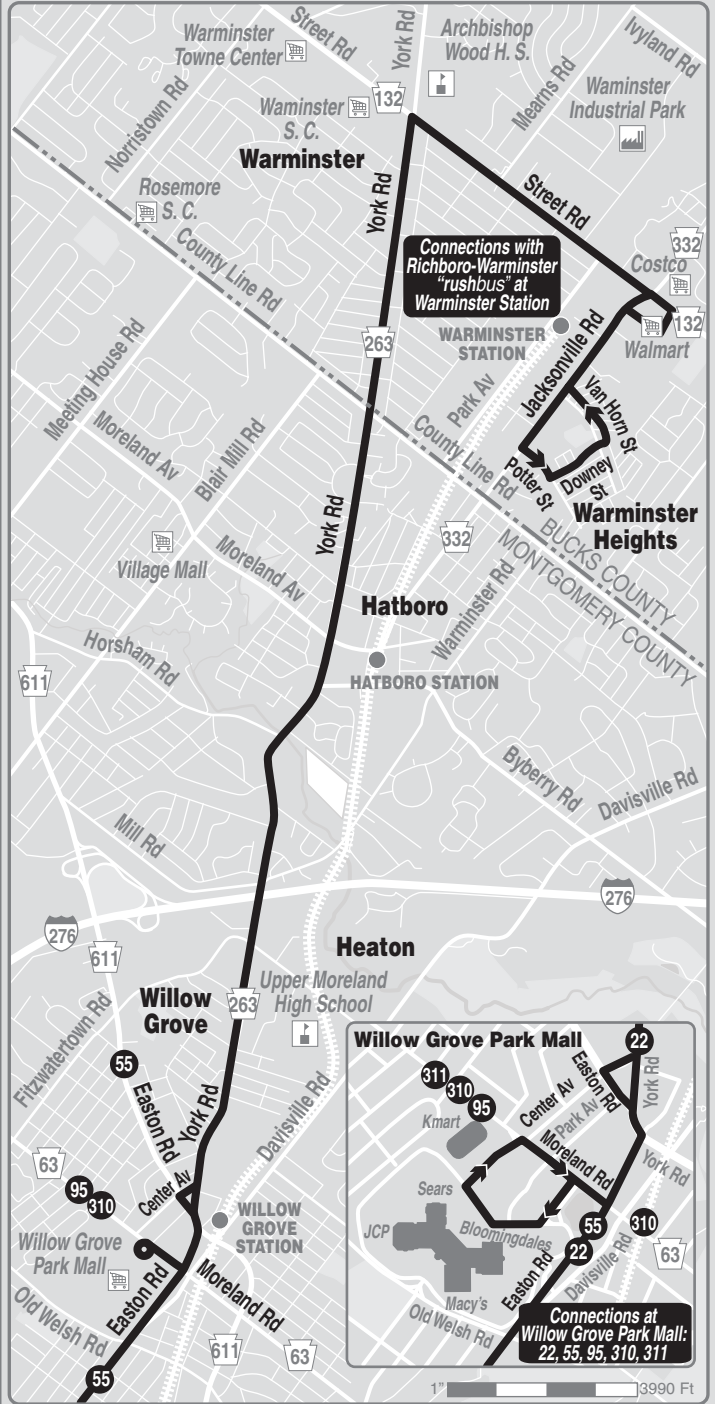 Street Rd
York Rd
Archbishop
Wood H. S.
Ivyland Rd
Warminster
Towne Center
Norristown Rd
Waminster
S. C.
132
Mearns Rd
Waminster
Industrial Park
Warminster
Rosemore
S. C.
County Line Rd
York Rd
Street Rd
332
Costco
Connections with
Richboro-Warminster
“rushbus” at
Warminster Station
WARMINSTER
STATION
132
Walmart
263
Jacksonville Rd
Meeting House Rd
Park Av
Van Horn St
Moreland Av
Blair Mill Rd
County Line Rd
Potter St
Downey
St
Warminster
Heights
York Rd
332
BUCKS COUNTY
MONTGOMERY COUNTY
Village Mall
Moreland Av
Hatboro
Warminster Rd
Horsham Rd
611
HATBORO STATION
Byberry Rd
Davisville Rd
Mill Rd
276
276
611
Heaton
Willow
Grove
263
Upper Moreland
High School
Fitzwatertown Rd
55
Easton Rd
York Rd
Davisville Rd
63
95
310
Center Av
WILLOW
GROVE
STATION
Willow Grove
Park Mall
Easton Rd
Moreland Rd
Old Welsh Rd
611
63
55
Willow Grove Park Mall
22
311
310
95
Easton Rd
York Rd
Center Av
Park Av
Kmart
Moreland Rd
York Rd
Sears
JCP
Bloomingdales
55
310
22
63
Easton Rd
Davisville Rd
Macy's
Old Welsh Rd
Connections at
Willow Grove Park Mall:
22, 55, 95, 310, 311
1" 3990 Ft